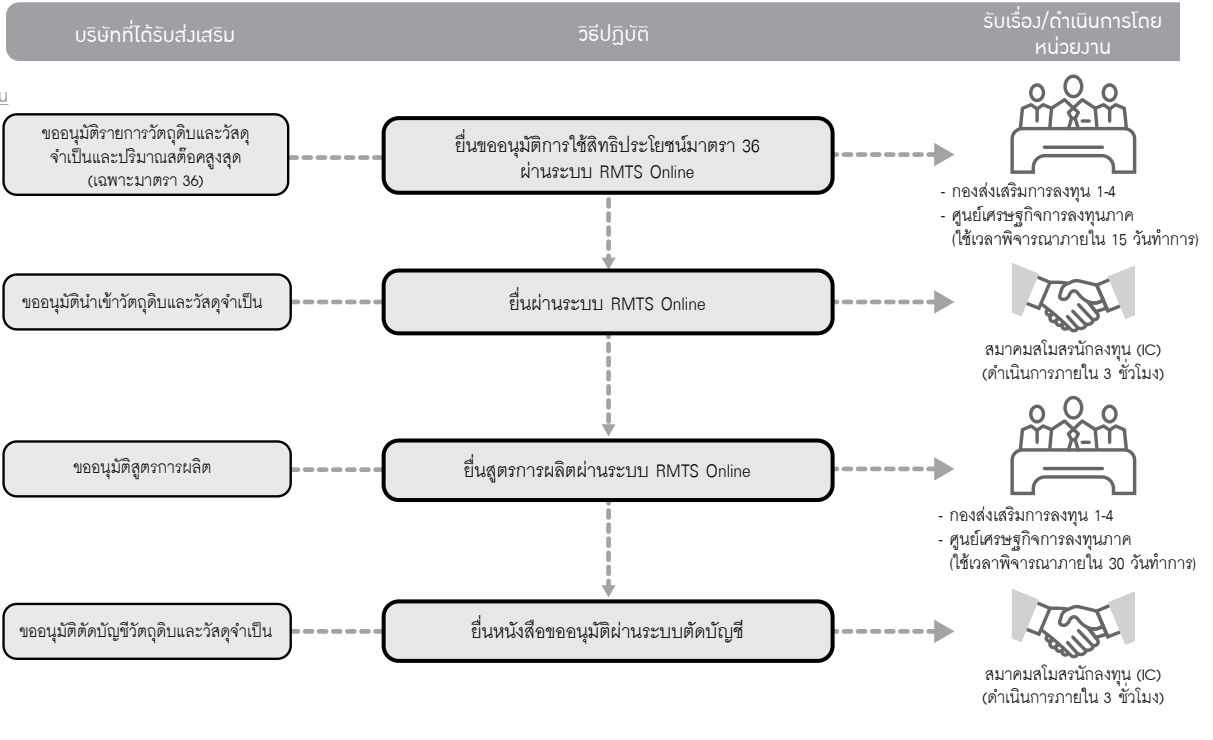 บริษัทที่ได้รับส่งเสริม
วิธีปฏิบัติ
รับเรื่อง/ดำเนินการโดย
หน่วยงาน
น
ขออนุมัติรายการวัตถุดิบและวัสดุ
จำเป็นและปริมาณสต๊อคสูงสุด
(เฉพาะมาตรา 36)
ยื่นขออนุมัติการใช้สิทธิประโยชน์มาตรา 36
ผ่านระบบ RMTS Online
- กองส่งเสริมการลงทุน 1-4
- ศูนย์เศรษฐกิจการลงทุนภาค
(ใช้เวลาพิจารณาภายใน 15 วันทำการ)
ขออนุมัตินำเข้าวัตถุดิบและวัสดุจำเป็น
ยื่นผ่านระบบ RMTS Online
สมาคมสโมสรนักลงทุน (IC)
(ดำเนินการภายใน 3 ชั่วโมง)
ขออนุมัติสูตรการผลิต
ยื่นสูตรการผลิตผ่านระบบ RMTS Online
- กองส่งเสริมการลงทุน 1-4
- ศูนย์เศรษฐกิจการลงทุนภาค
(ใช้เวลาพิจารณาภายใน 30 วันทำการ)
ขออนุมัติตัดบัญชีวัตถุดิบและวัสดุจำเป็น
ยื่นหนังสือขออนุมัติผ่านระบบตัดบัญชี
สมาคมสโมสรนักลงทุน (IC)
(ดำเนินการภายใน 3 ชั่วโมง)